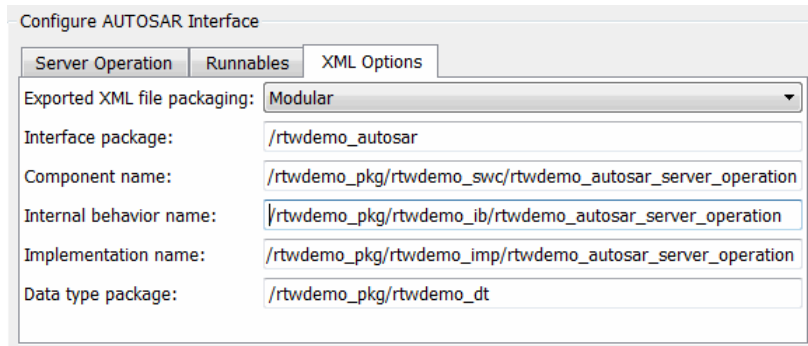 Configure AUTOSAR Interface
Server Operation Runnables XML Options
Exported XML file packaging: Modular
Interface package: /rtwdemo_autosar
Component name: /rtwdemo_pkg/rtwdemo_swc/rtwdemo_autosar_server_operation
Internal behavior name: /rtwdemo_pkg/rtwdemo_ib/rtwdemo_autosar_server_operation
Implementation name: /rtwdemo_pkg/rtwdemo_imp/rtwdemo_autosar_server_operation
Data type package: /rtwdemo_pkg/rtwdemo_dt